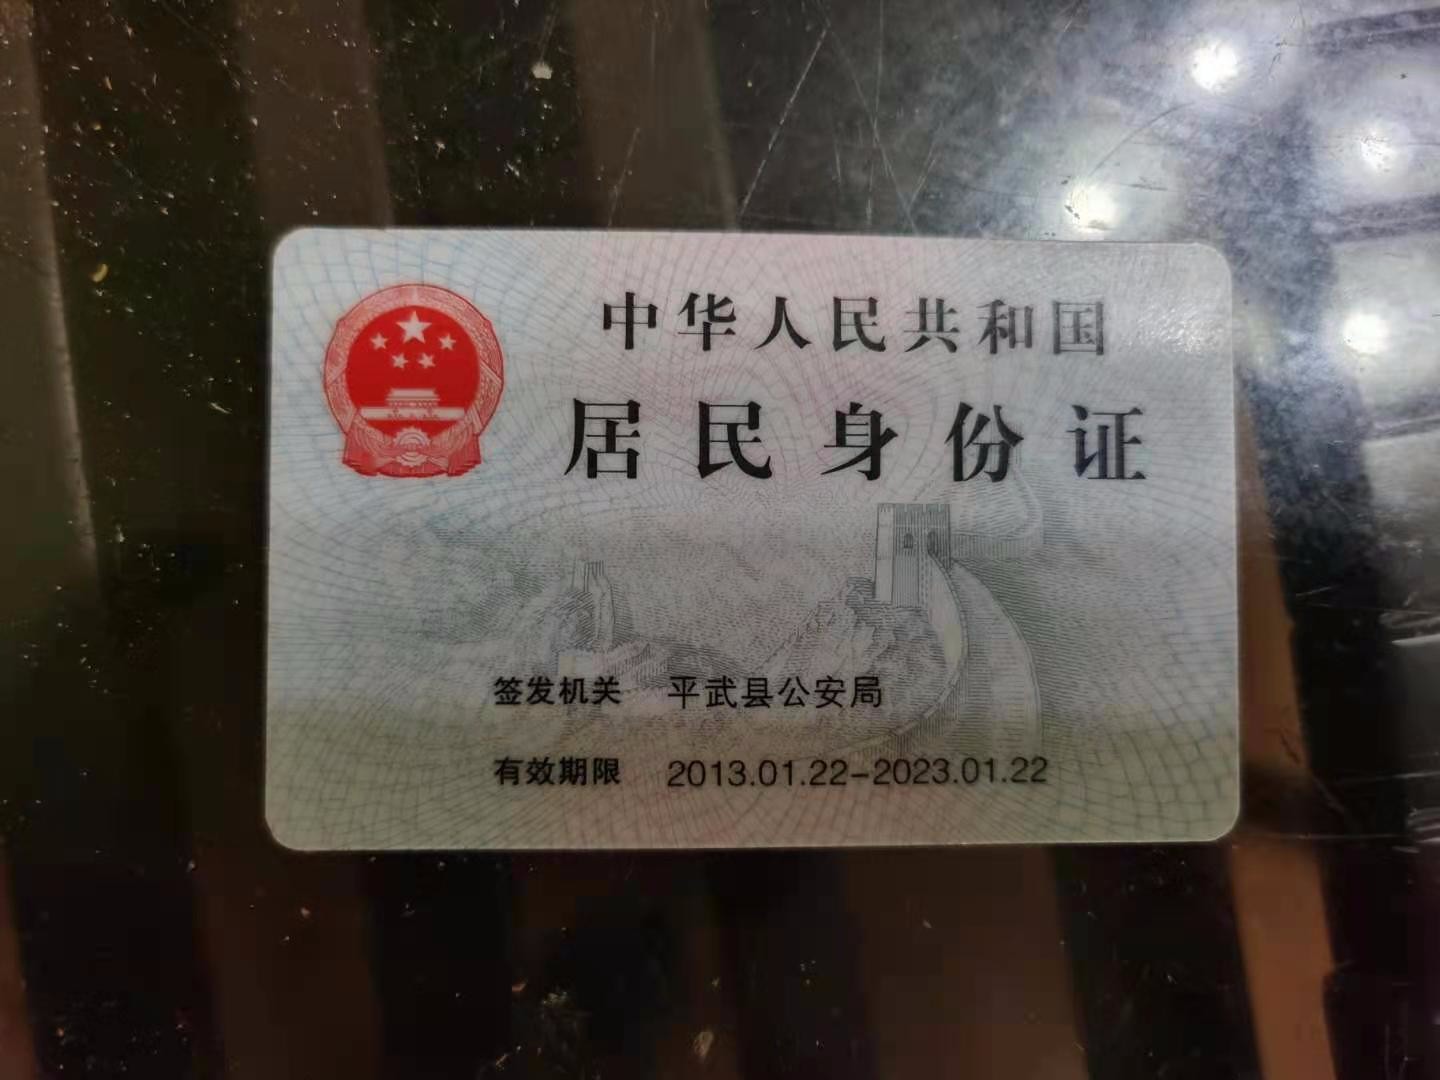 中华人民共和国
居民身份证
签发机关 平武县公安局
有效期限 2013.01.22-2023.01.22